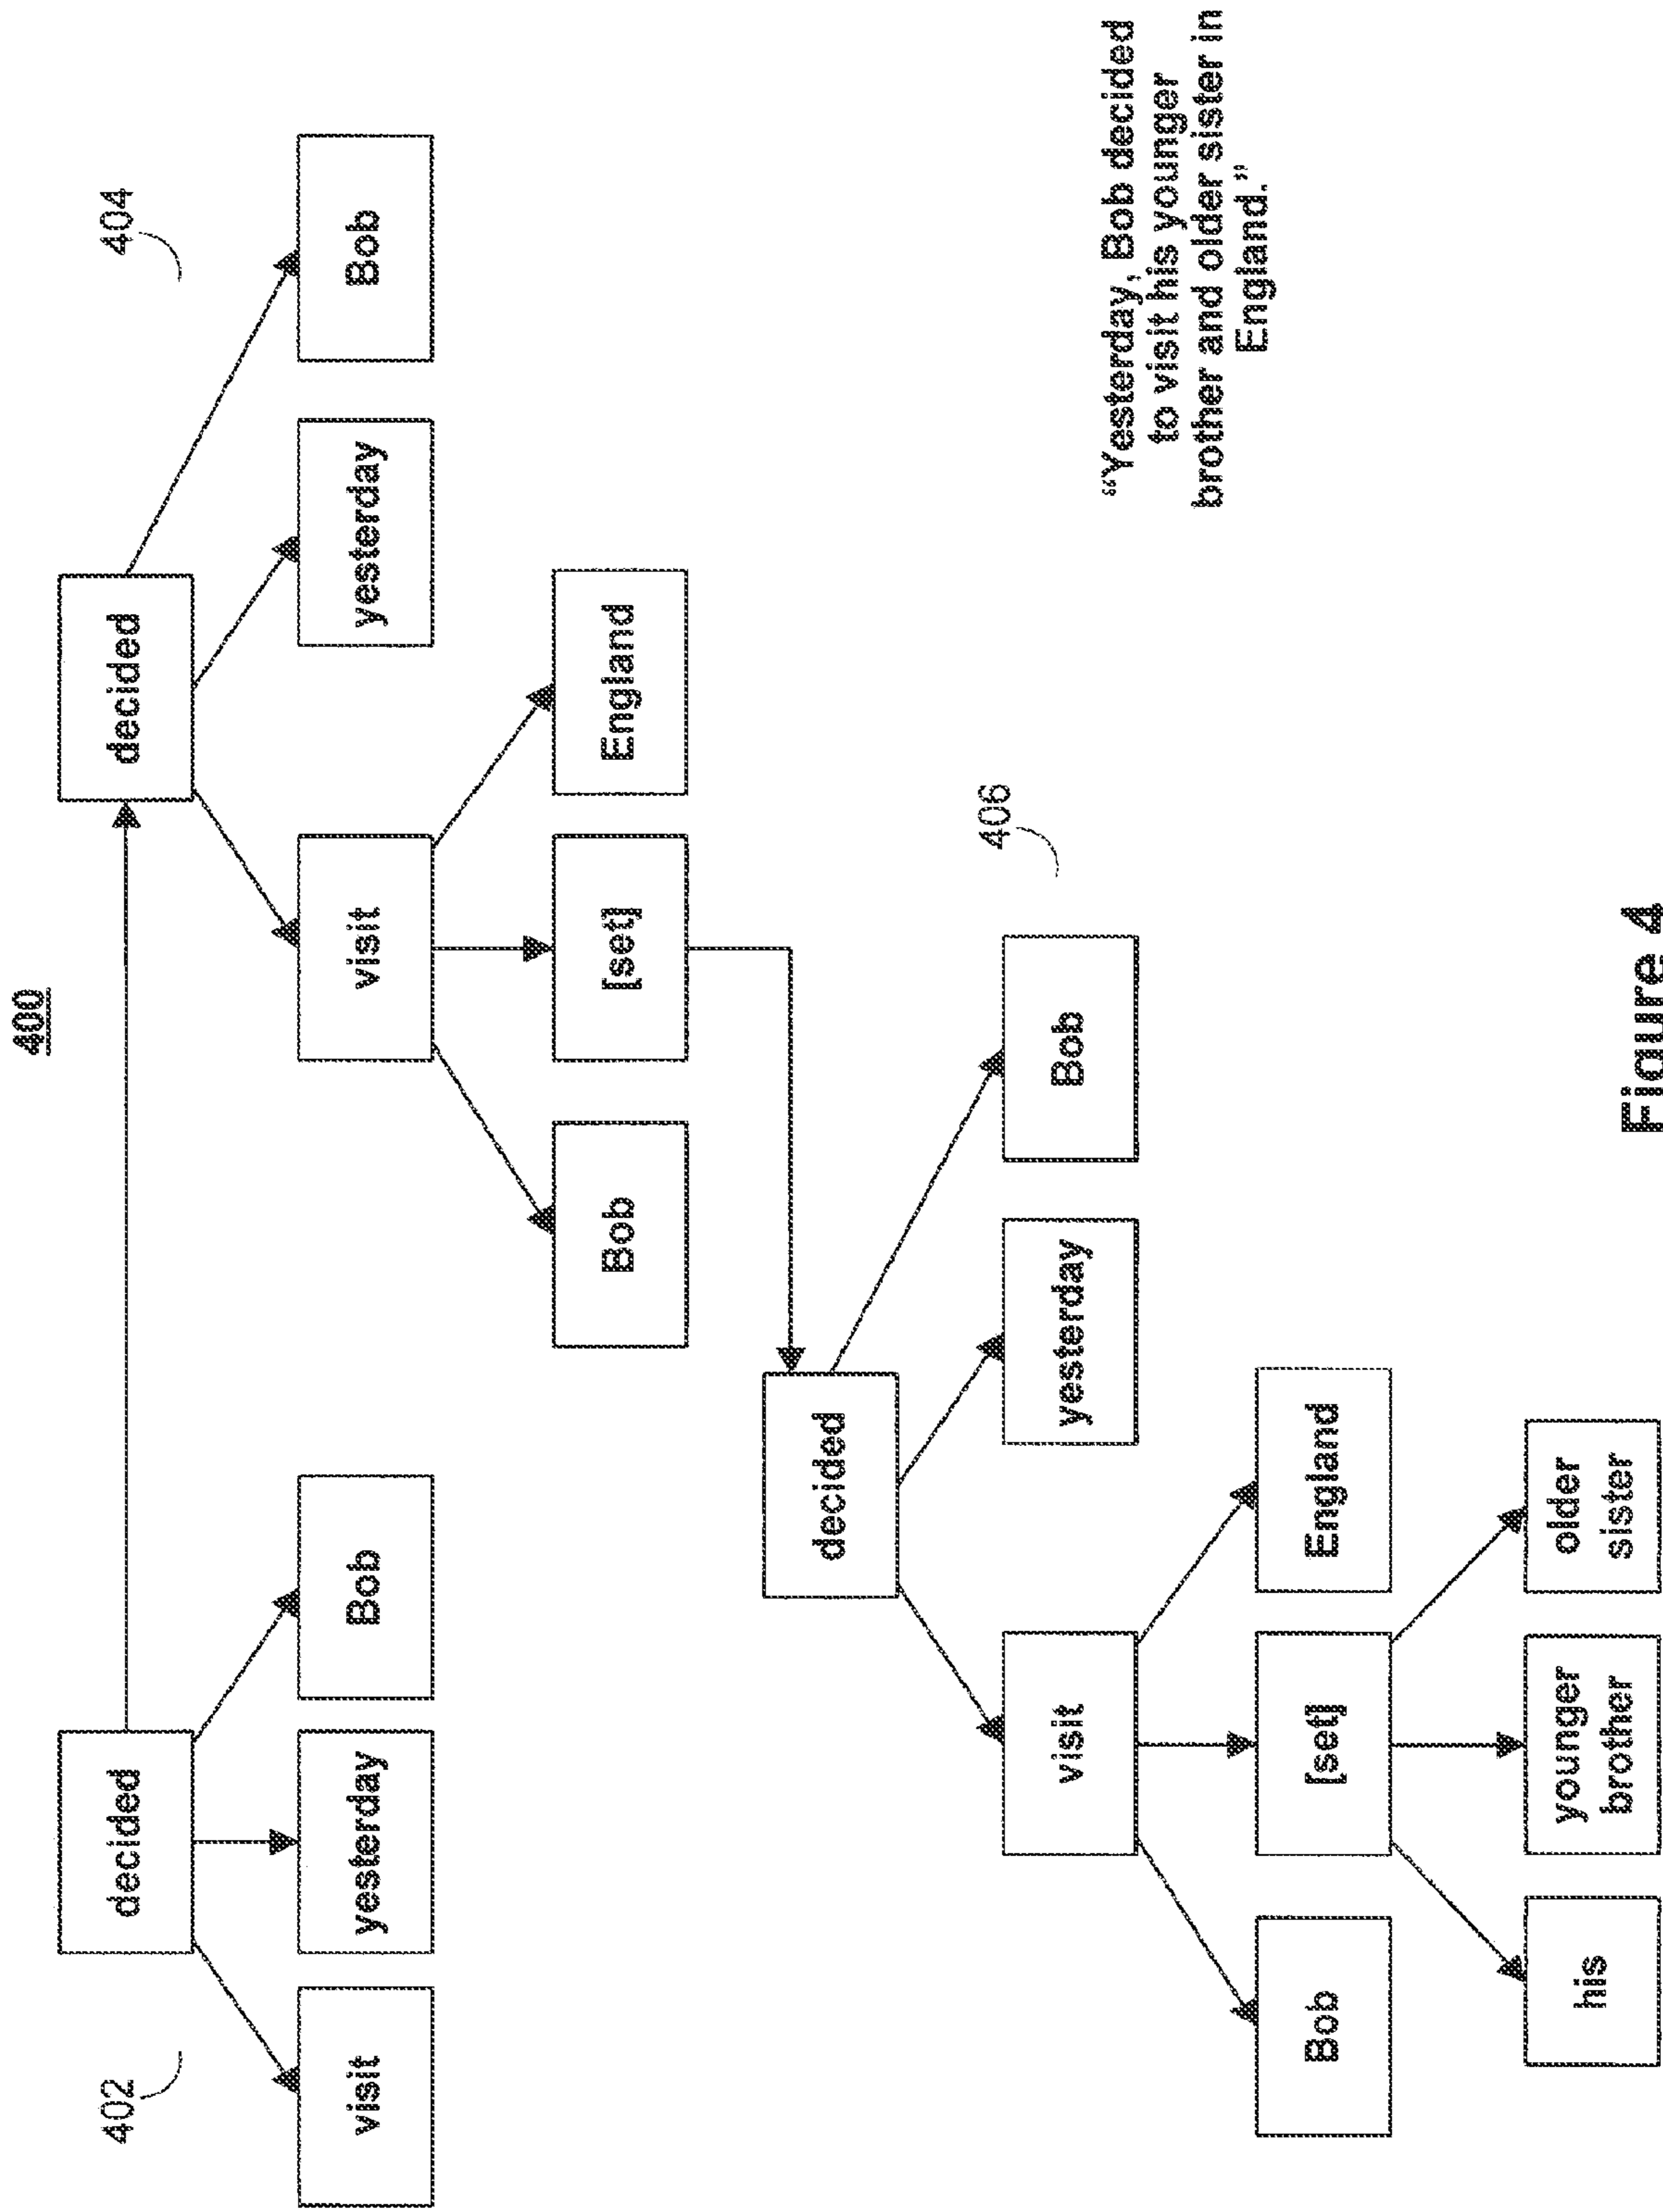 400
402
decided
visit
yesterday
Bob
404
decided
visit
yesterday
Bob
Bob
[set]
England
406
decided
visit
yesterday
Bob
Bob
[set]
England
his
younger
brother
older
sister
“Yesterday, Bob decided
to visit his younger
brother and older sister in
England.”
Figure 4